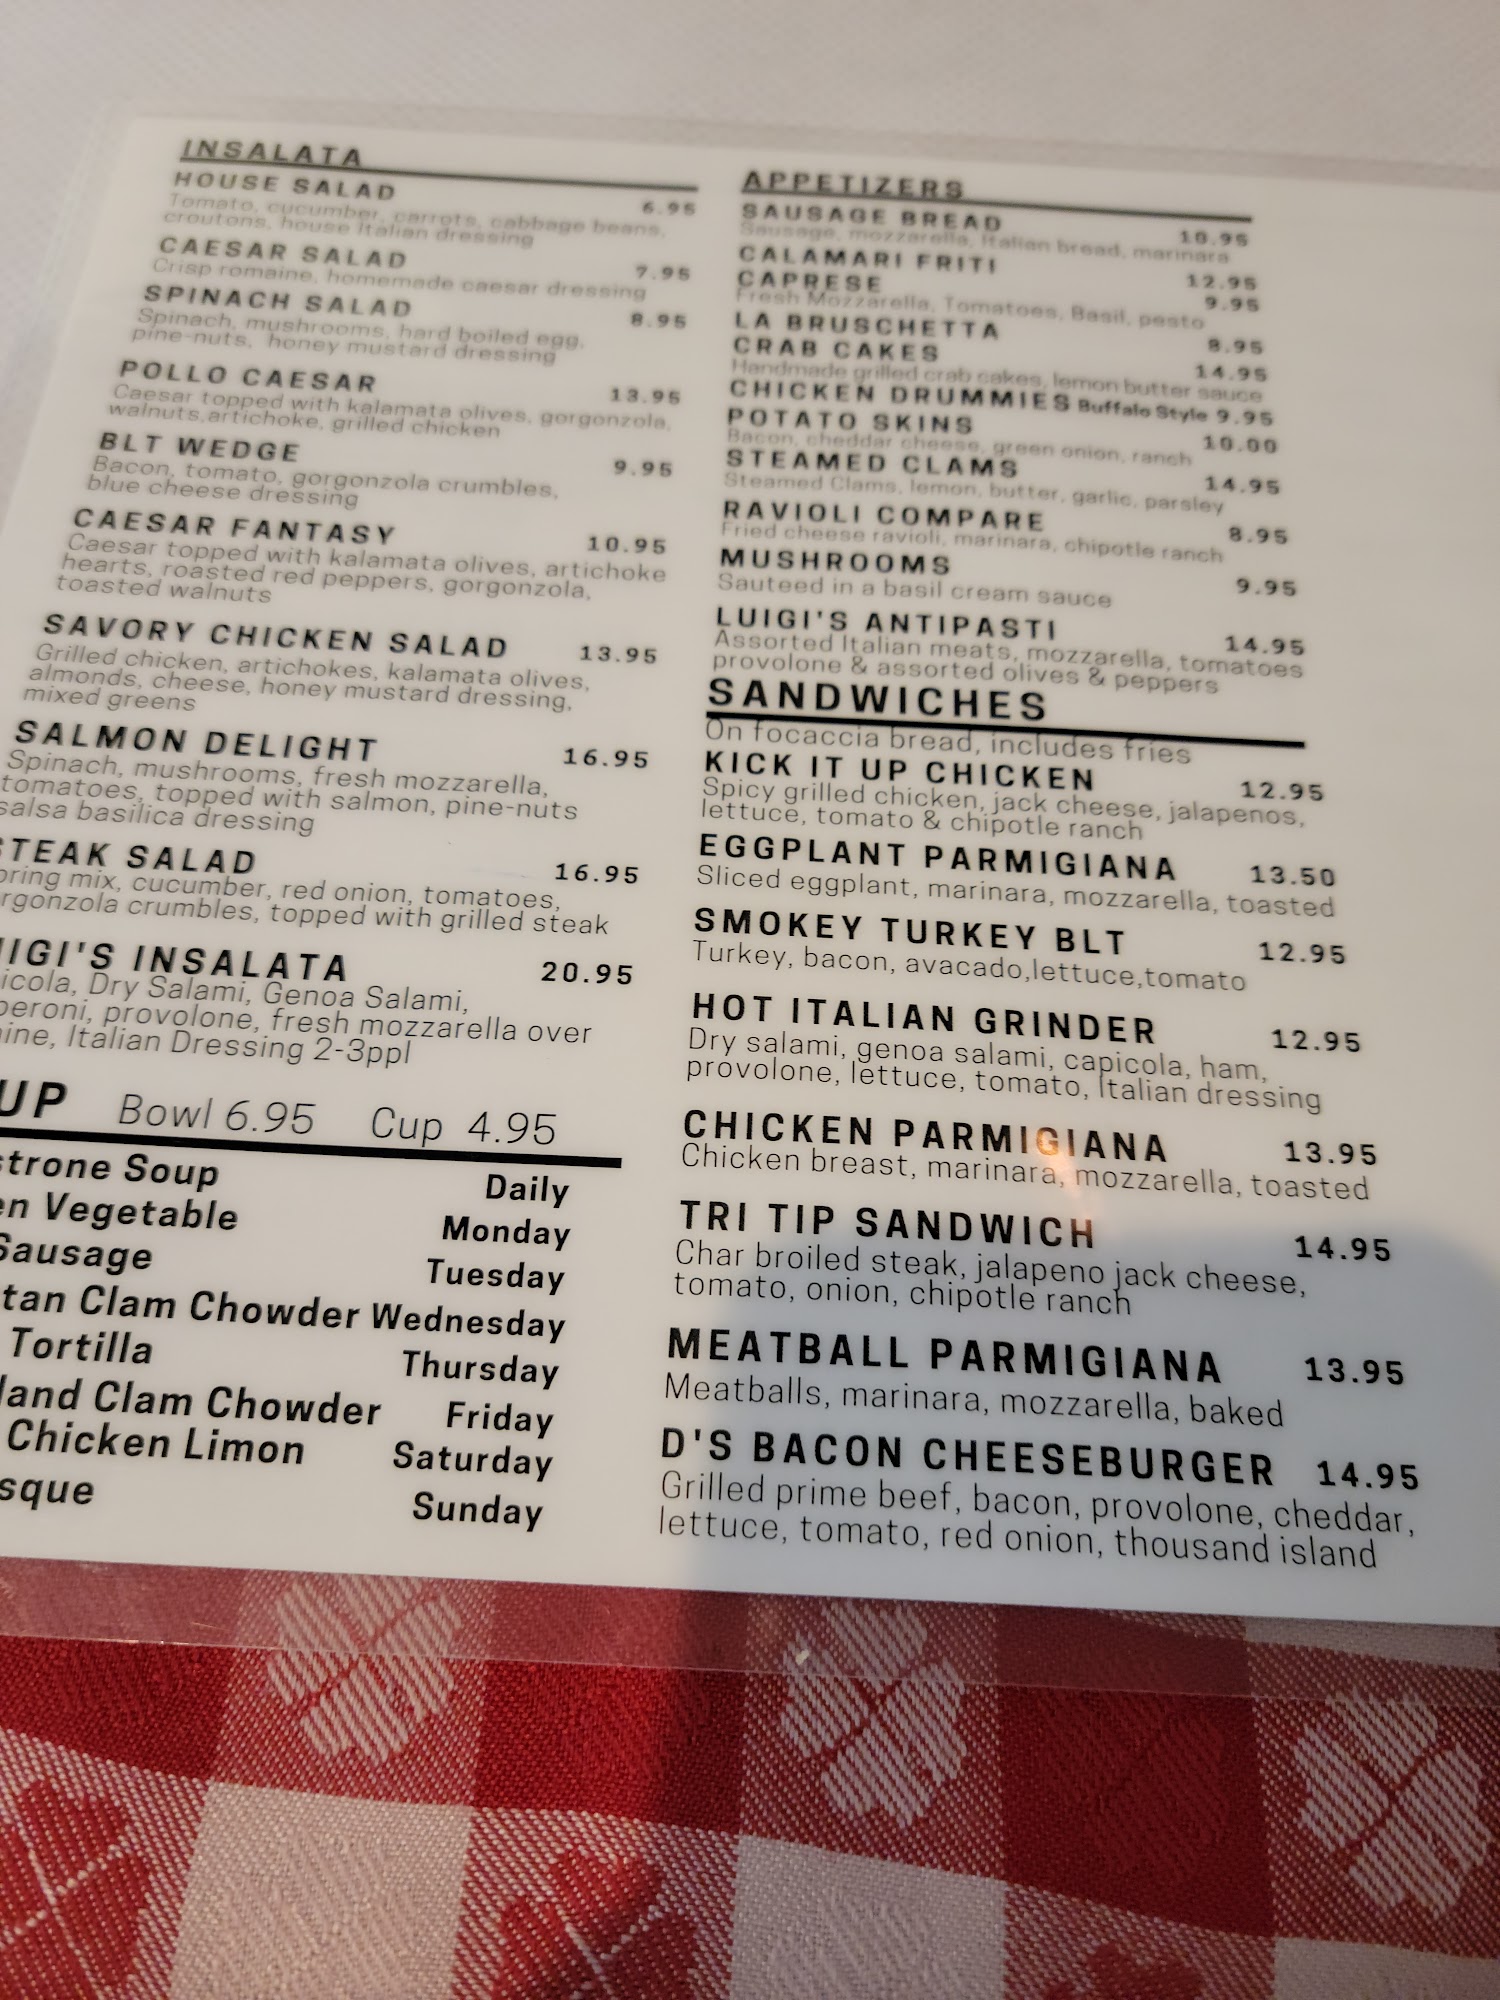 INSALATA
HOUSE SALAD 6.95
Tomato, cucumber, carrots, cabbage beans,
croutons, house Italian dressing
CAESAR SALAD 7.95
Crisp romaine, homemade caesar dressing
SPINACH SALAD 8.95
Spinach, mushrooms, hard boiled egg,
pine-nuts, honey mustard dressing
POLLO CAESAR 13.95
Caesar topped with kalamata olives, gorgonzola,
walnuts,artichoke, grilled chicken
BLT WEDGE 9.95
Bacon, tomato, gorgonzola crumbles,
blue cheese dressing
CAESAR FANTASY 10.95
Caesar topped with kalamata olives, artichoke
hearts, roasted red peppers, gorgonzola,
toasted walnuts
SAVORY CHICKEN SALAD 13.95
Grilled chicken, artichokes, kalamata olives,
almonds, cheese, honey mustard dressing,
mixed greens
SALMON DELIGHT 16.95
Spinach, mushrooms, fresh mozzarella,
tomatoes, topped with salmon, pine-nuts
salsa basilica dressing
STEAK SALAD 16.95
pring mix, cucumber, red onion, tomatoes,
rgonzola crumbles, topped with grilled steak
IGI'S INSALATA 20.95
icola, Dry Salami, Genoa Salami,
peroni, provolone, fresh mozzarella over
ine, Italian Dressing 2-3ppl
UP Bowl 6.95 Cup 4.95
strone Soup Daily
en Vegetable Monday
Sausage Tuesday
tan Clam Chowder Wednesday
Tortilla Thursday
land Clam Chowder Friday
Chicken Limon Saturday
sque Sunday
APPETIZERS
SAUSAGE BREAD 10.95
Sausage, mozzarella, Italian bread, marinara
CALAMARI FRITI 12.95
CAPRESE 9.95
Fresh Mozzarella, Tomatoes, Basil, pesto
LA BRUSCHETTA 8.95
CRAB CAKES 14.95
Handmade grilled crab cakes, lemon butter sauce
CHICKEN DRUMMIES Buffalo Style 9.95
POTATO SKINS 10.00
Bacon, cheddar cheese, green onion, ranch
STEAMED CLAMS 14.95
Steamed Clams, lemon, butter, garlic, parsley
RAVIOLI COMPARE 8.95
Fried cheese ravioli, marinara, chipotle ranch
MUSHROOMS 9.95
Sauteed in a basil cream sauce
LUIGI'S ANTIPASTI 14.95
Assorted Italian meats, mozzarella, tomatoes
provolone & assorted olives & peppers
SANDWICHES
On focaccia bread, includes fries
KICK IT UP CHICKEN 12.95
Spicy grilled chicken, jack cheese, jalapenos,
lettuce, tomato & chipotle ranch
EGGPLANT PARMIGIANA 13.50
Sliced eggplant, marinara, mozzarella, toasted
SMOKEY TURKEY BLT 12.95
Turkey, bacon, avacado,lettuce,tomato
HOT ITALIAN GRINDER 12.95
Dry salami, genoa salami, capicola, ham,
provolone, lettuce, tomato, Italian dressing
CHICKEN PARMIGIANA 13.95
Chicken breast, marinara, mozzarella, toasted
TRI TIP SANDWICH 14.95
Char broiled steak, jalapeno jack cheese,
tomato, onion, chipotle ranch
MEATBALL PARMIGIANA 13.95
Meatballs, marinara, mozzarella, baked
D'S BACON CHEESEBURGER 14.95
Grilled prime beef, bacon, provolone, cheddar,
lettuce, tomato, red onion, thousand island